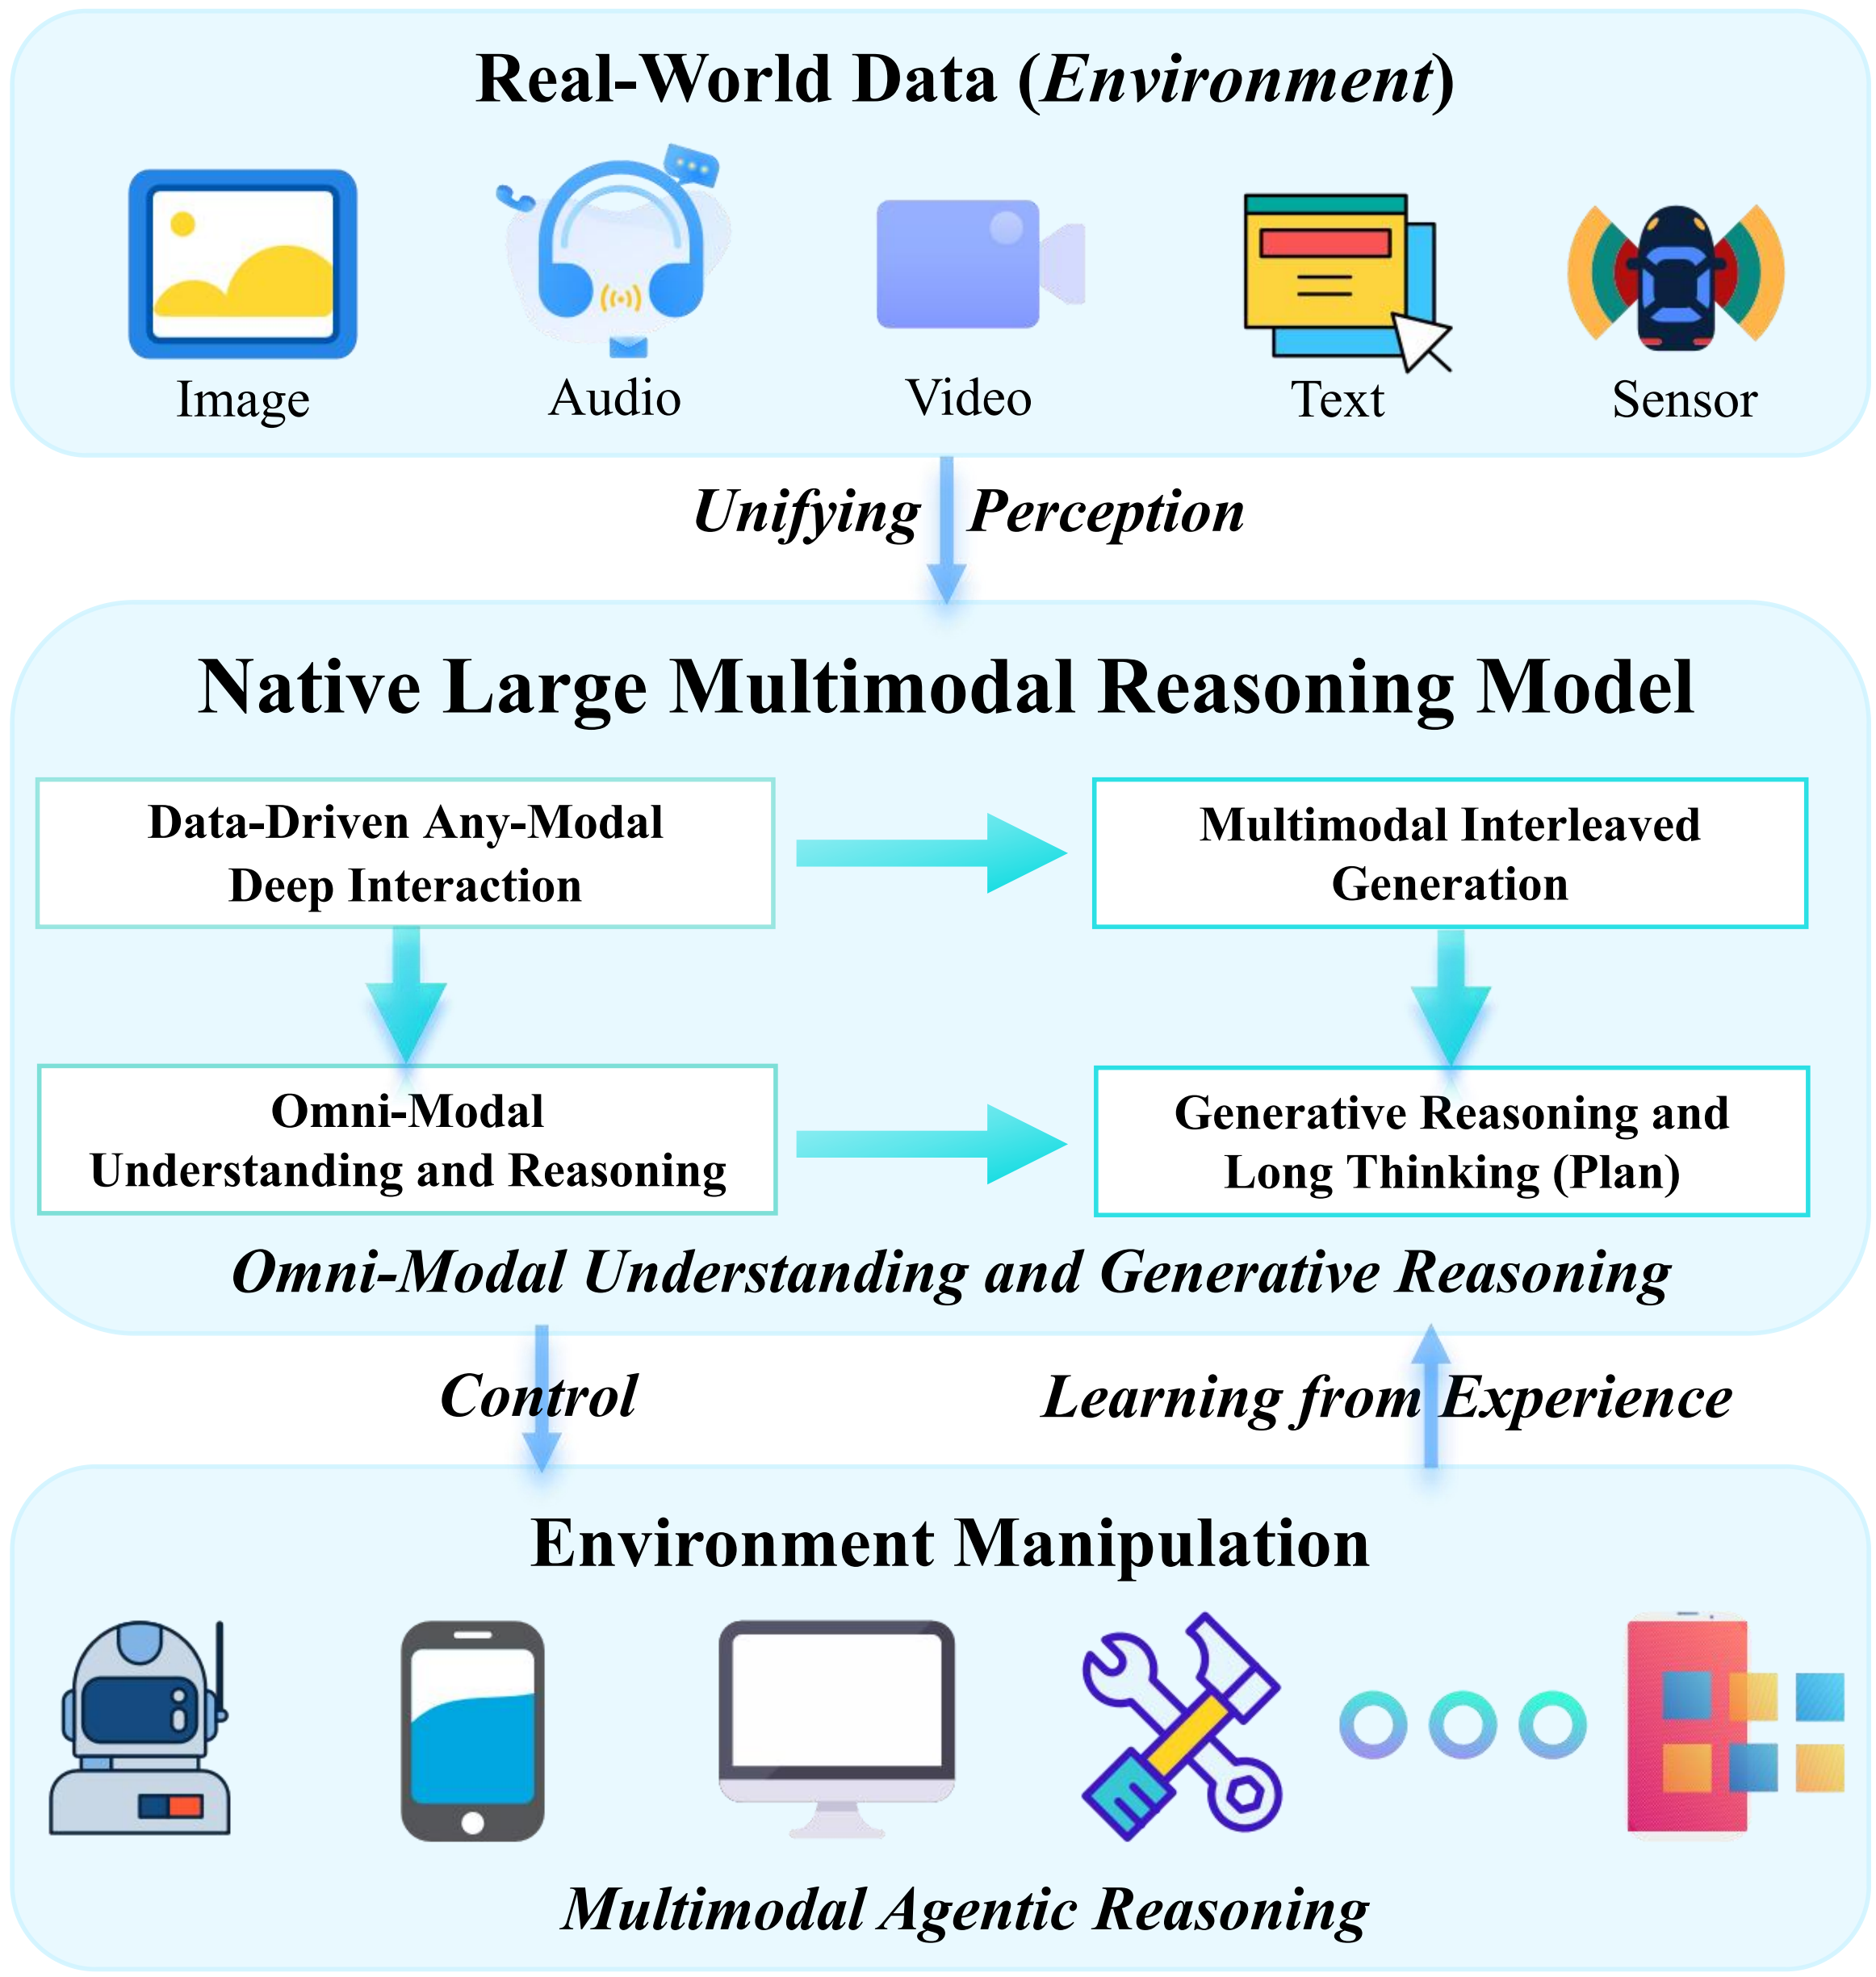 Real-World Data (Environment)
Image
Audio
Video
Text
Sensor
Unifying Perception
Native Large Multimodal Reasoning Model
Data-Driven Any-Modal
Deep Interaction
Multimodal Interleaved
Generation
Omni-Modal
Understanding and Reasoning
Generative Reasoning and
Long Thinking (Plan)
Omni-Modal Understanding and Generative Reasoning
Control
Learning from Experience
Environment Manipulation
Multimodal Agentic Reasoning